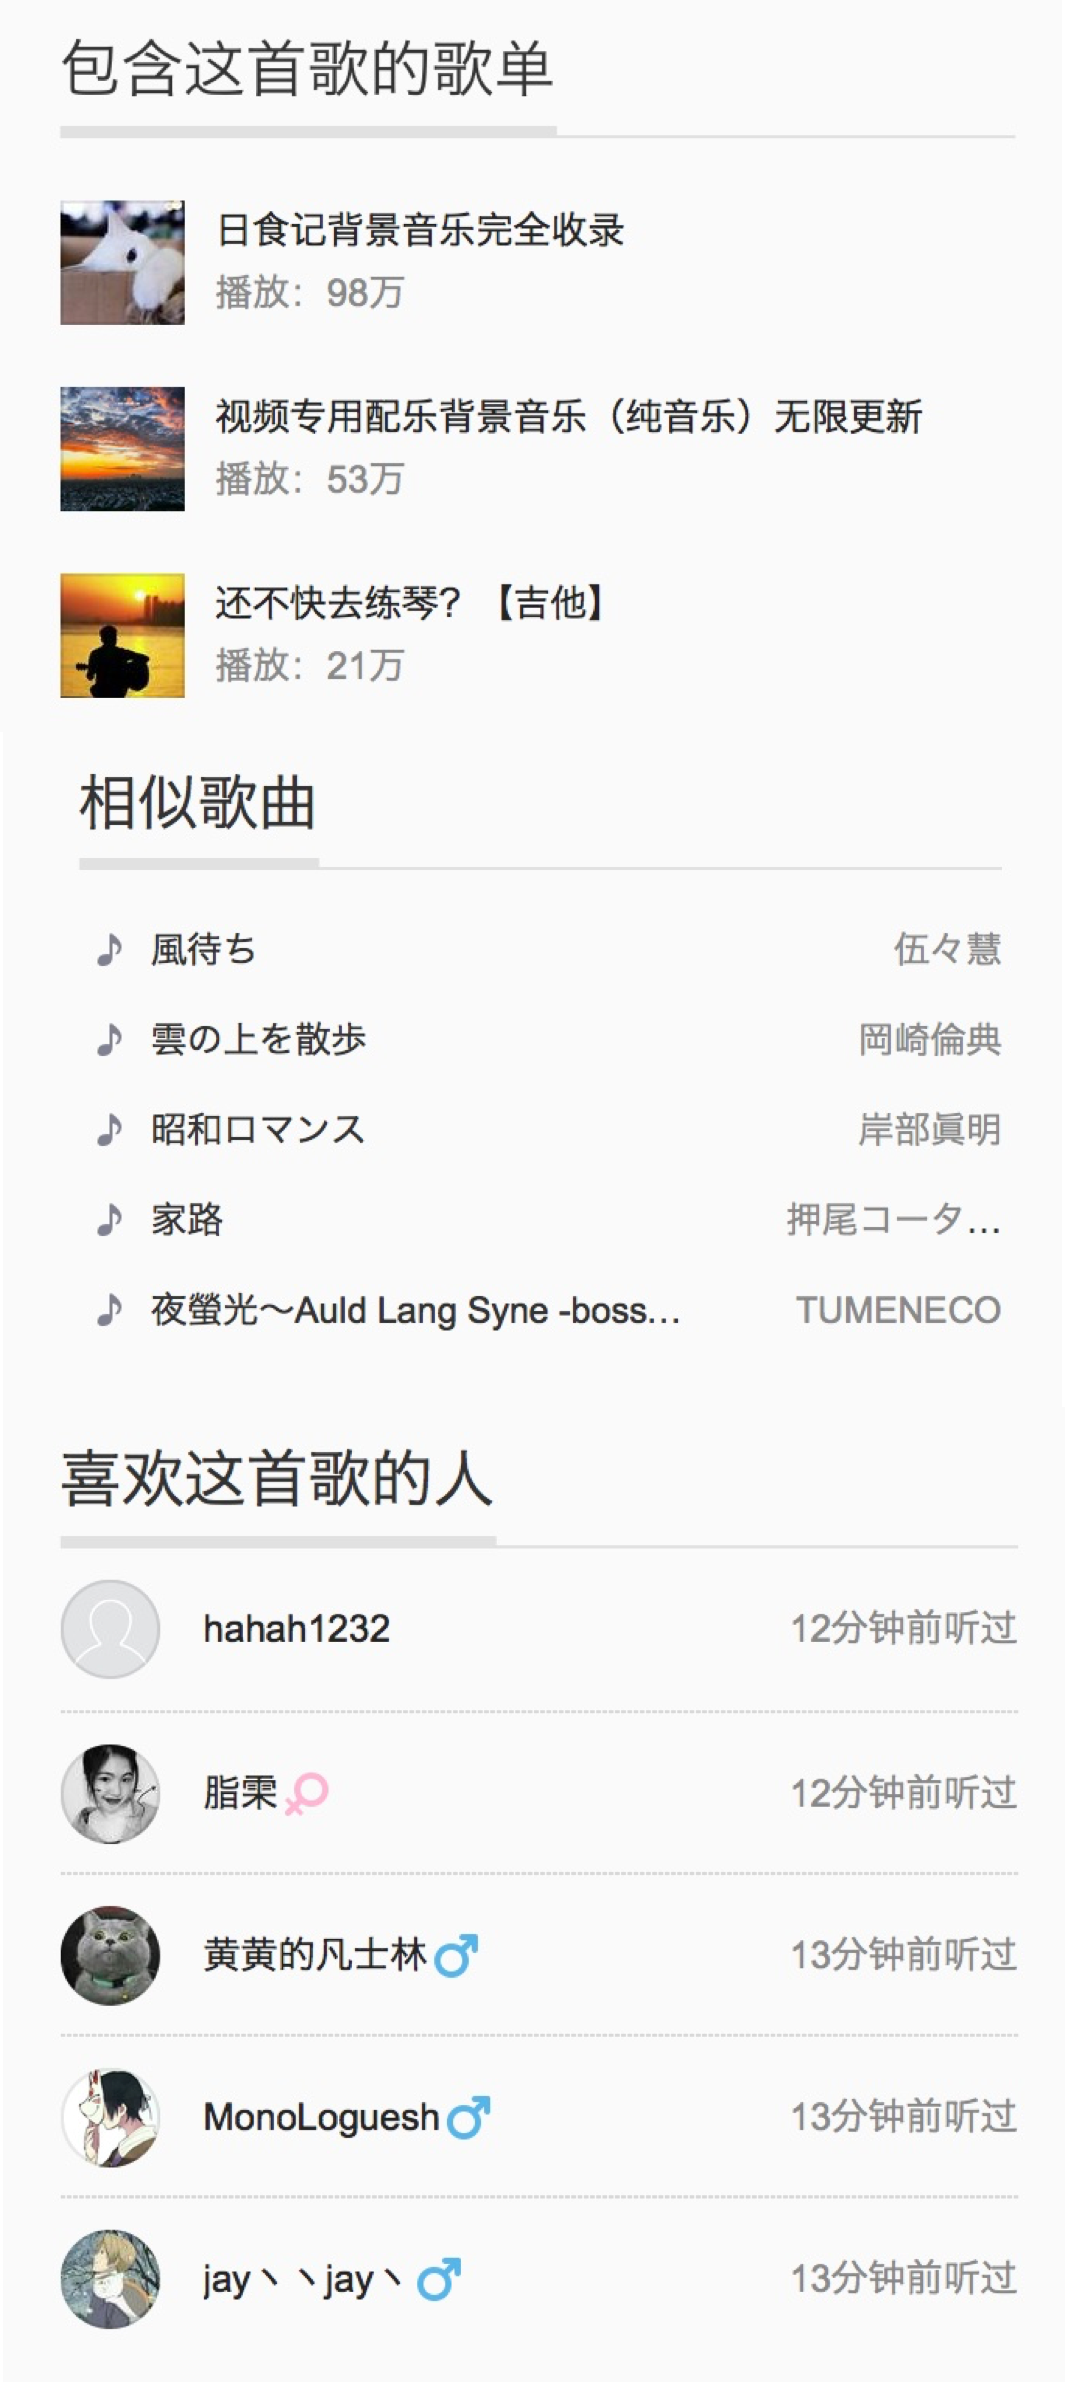 包含这首歌的歌单
日食记背景音乐完全收录
播放：98万
视频专用配乐背景音乐（纯音乐）无限更新
播放：53万
还不快去练琴？【吉他】
播放：21万
相似歌曲
風待ち 伍々慧
雲の上を散歩 岡崎倫典
昭和ロマンス 岸部眞明
家路 押尾コータ...
夜螢光～Auld Lang Syne -boss... TUMENECO
喜欢这首歌的人
hahah1232 12分钟前听过
脂雬 12分钟前听过
黄黄的凡士林 13分钟前听过
MonoLoguesh 13分钟前听过
jay丶丶jay丶 13分钟前听过